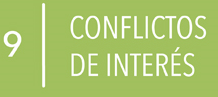 9
CONFLICTOS
DE INTERÉS